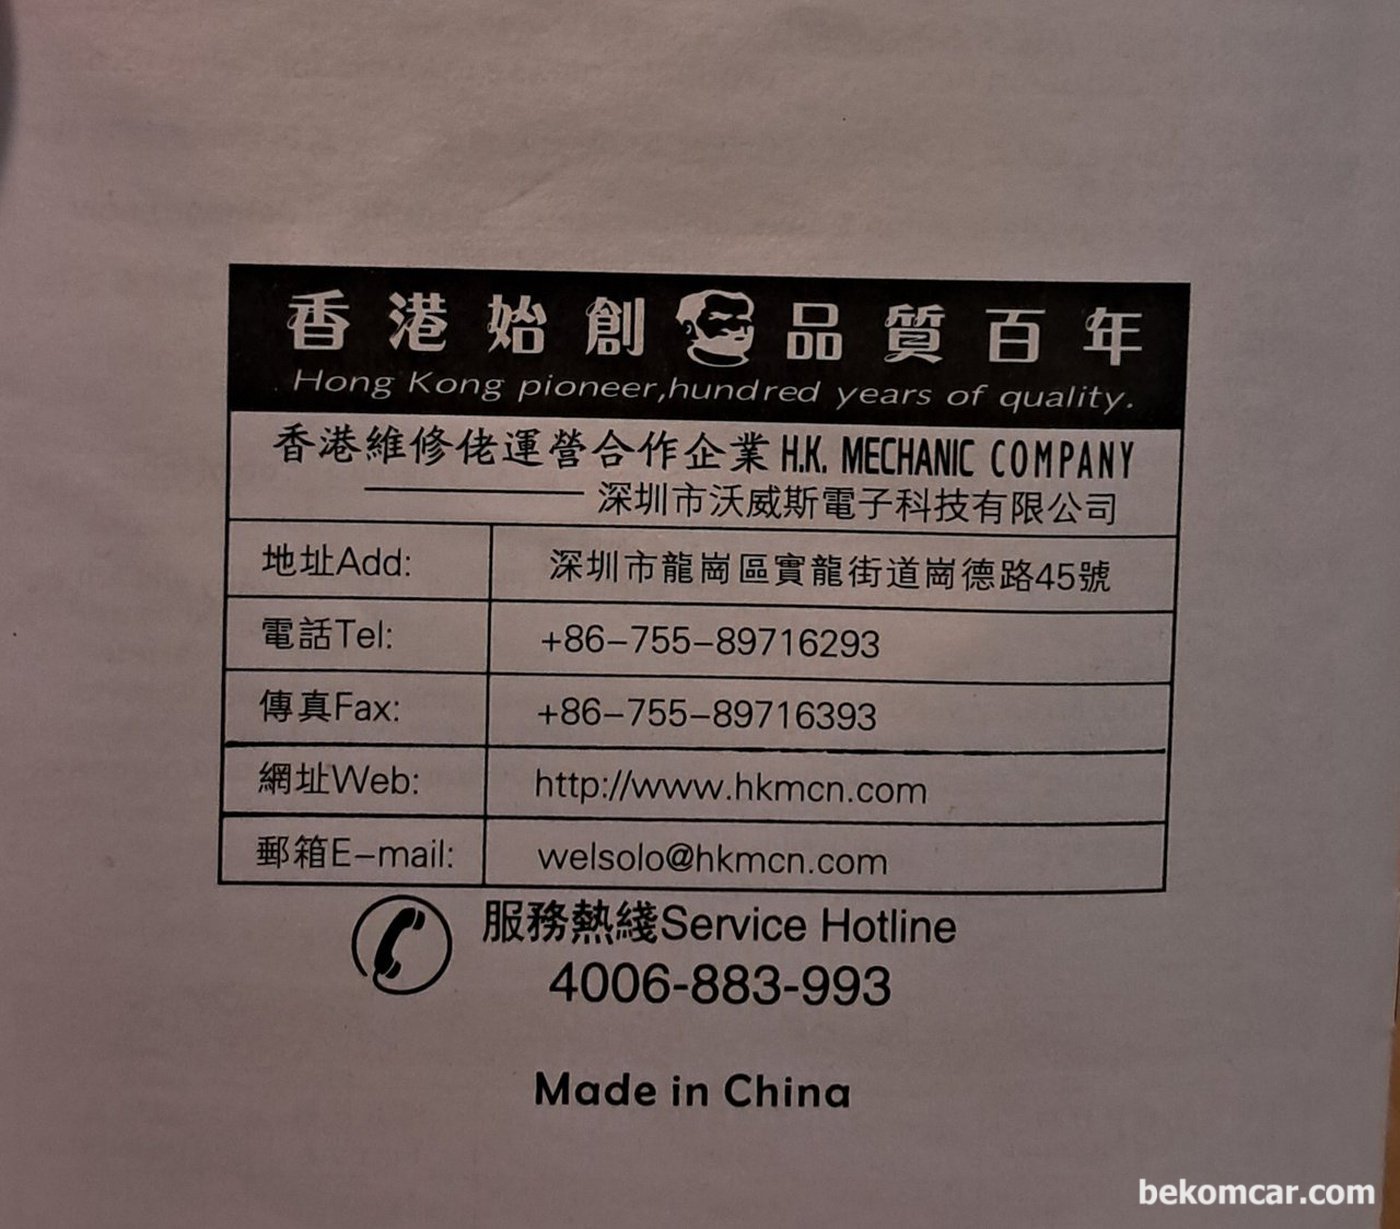 香港始創 品質百年
Hong Kong pioneer,hundred years of quality.
香港維修佬運營合作企業 H.K. MECHANIC COMPANY
——深圳市沃威斯電子科技有限公司
地址Add: 深圳市龍崗區寶龍街道崗德路45號
電話Tel: +86-755-89716293
傳真Fax: +86-755-89716393
網址Web: http://www.hkmcn.com
郵箱E-mail: welsolo@hkmcn.com
服務熱綫Service Hotline
4006-883-993
Made in China
bekomcar.com